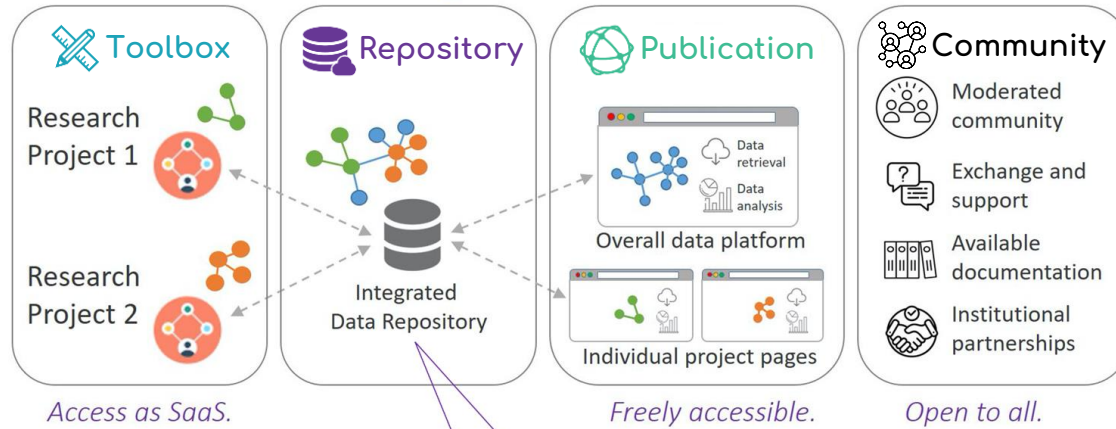 Toolbox
Research
Project 1
Research
Project 2
Access as SaaS.
Repository
Integrated
Data Repository
Publication
Data
retrieval
Data
analysis
Overall data platform
Individual project pages
Freely accessible.
Community
Moderated
community
?
Exchange and
support
Available
documentation
Institutional
partnerships
Open to all.